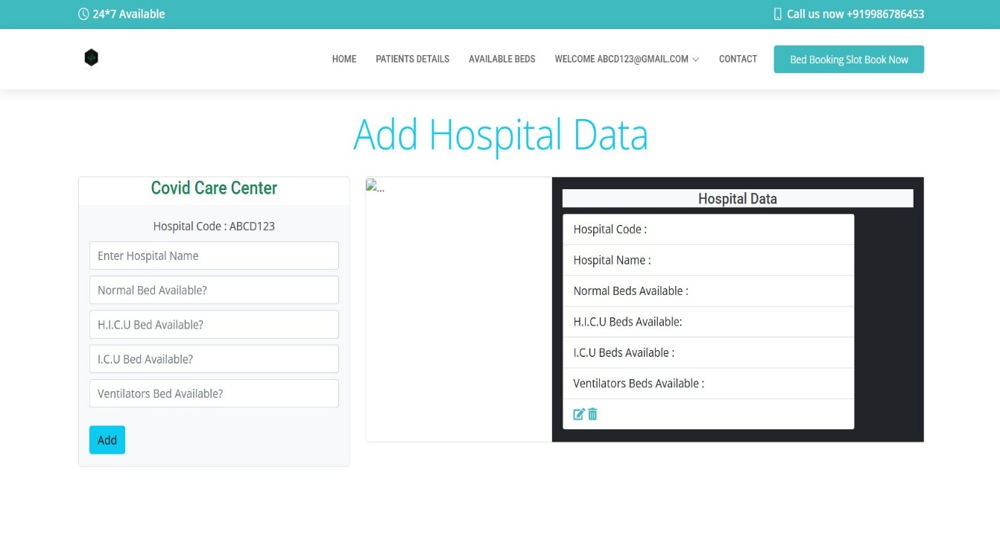 24*7 Available
Call us now +919986786453
HOME PATIENTS DETAILS AVAILABLE BEDS WELCOME ABCD123@GMAIL.COM CONTACT Bed Booking Slot Book Now
Add Hospital Data
Covid Care Center
Hospital Code : ABCD123
Enter Hospital Name
Normal Bed Available?
H.I.C.U Bed Available?
I.C.U Bed Available?
Ventilators Bed Available?
Add
...
Hospital Data
Hospital Code :
Hospital Name :
Normal Beds Available :
H.I.C.U Beds Available:
I.C.U Beds Available :
Ventilators Beds Available :